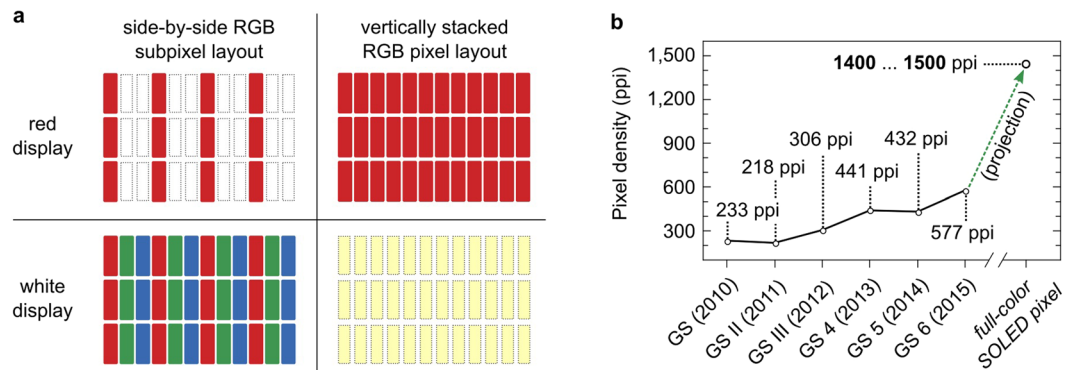 a
side-by-side RGB
subpixel layout
vertically stacked
RGB pixel layout
red
display
white
display
b
Pixel density (ppi)
1,500
1,200
900
600
300
1400 ... 1500 ppi
233 ppi
218 ppi
306 ppi
441 ppi
432 ppi
577 ppi
(projection)
GS (2010)
GS II (2011)
GS III (2012)
GS 4 (2013)
GS 5 (2014)
GS 6 (2015)
full-color
SOLED pixel